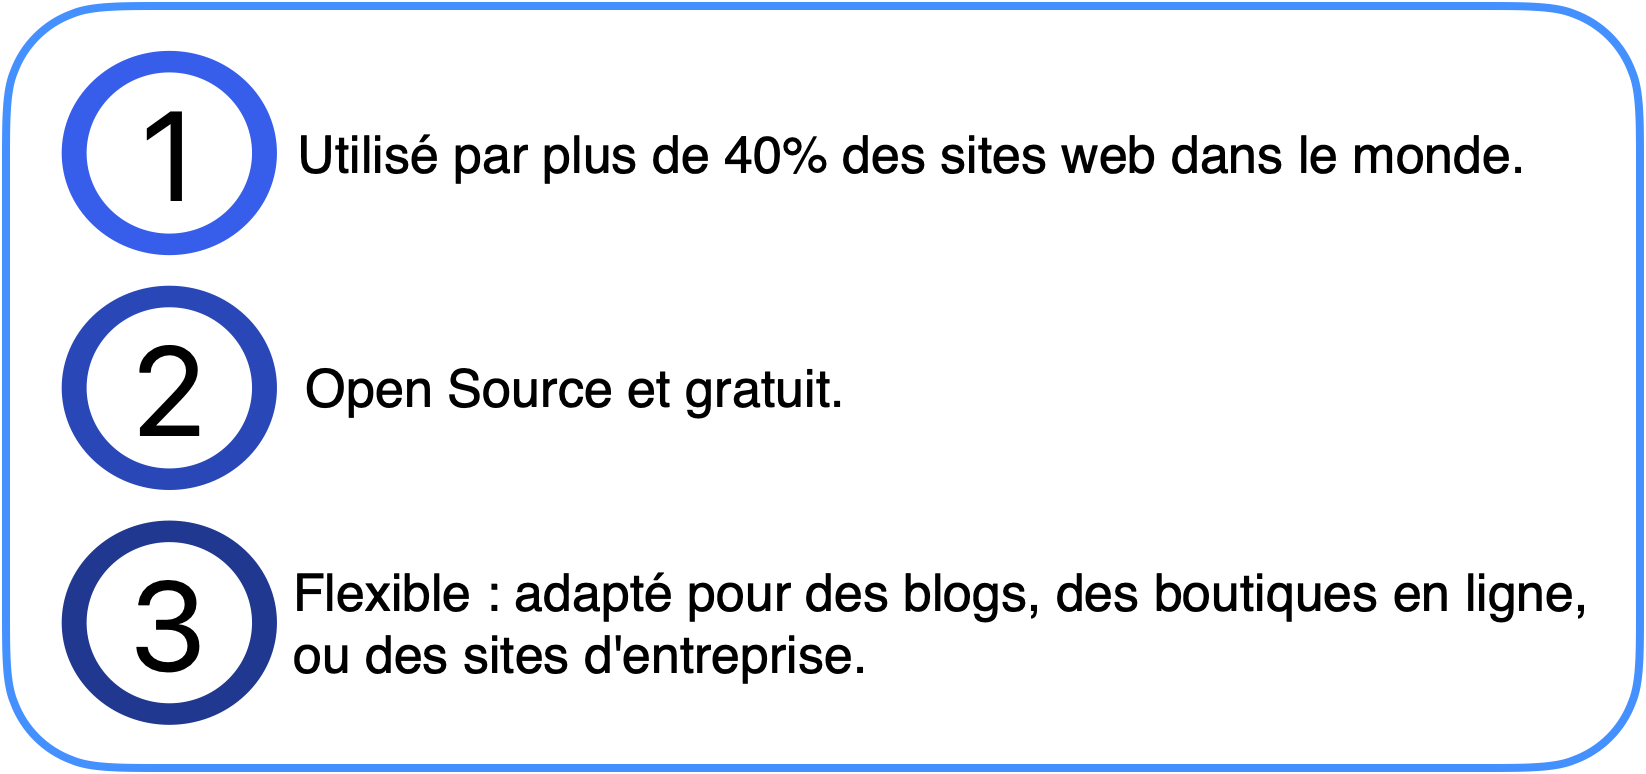 1
Utilisé par plus de 40% des sites web dans le monde.
2
Open Source et gratuit.
3
Flexible : adapté pour des blogs, des boutiques en ligne,
ou des sites d'entreprise.